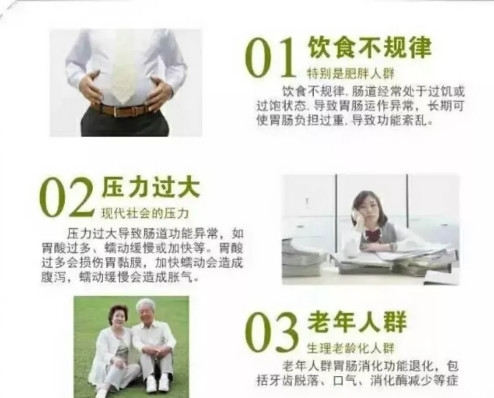 01 饮食不规律
特别是肥胖人群
饮食不规律.肠道经常处于过饥或
过饱状态.导致胃肠运作异常，长期可
使胃肠负担过重.导致功能紊乱。
02 压力过大
现代社会的压力
压力过大导致肠道功能异常，如
胃酸过多、蠕动缓慢或加快等。胃酸
过多会损伤胃黏膜，加快蠕动会造成
腹泻，蠕动缓慢会造成胀气。
03 老年人群
生理老龄化人群
老年人群胃肠消化功能退化，包
括牙齿脱落、口气、消化酶减少等症